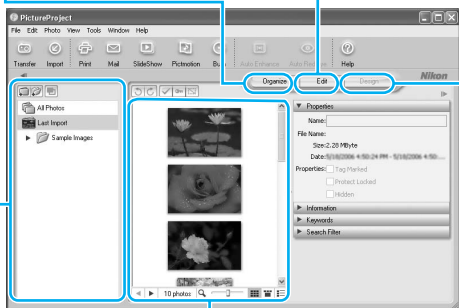 PictureProject
File Edit Photo View Tools Window Help
Transfer Import Print Mail SlideShow Pictmotion Burn Auto Enhance Auto Red-Eye Help
Organize Edit Design Nikon
All Photos
Last Import
Sample Images
Properties
Name:
File Name:
Size: 2.28 MByte
Date: 5/18/2006 4:50:24 PM - 5/18/2006 4:50....
Properties: Tag Marked
Protect Locked
Hidden
Information
Keywords
Search Filter
10 photos